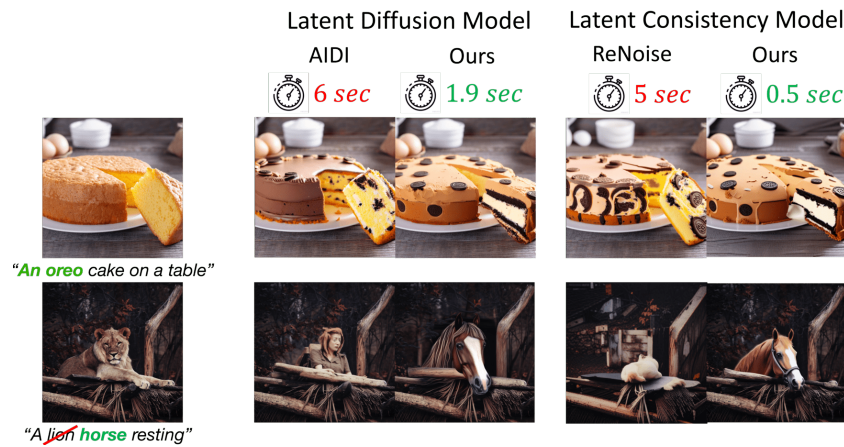 Latent Diffusion Model
Latent Consistency Model
AIDI
Ours
ReNoise
Ours
6 sec
1.9 sec
5 sec
0.5 sec
“An oreo cake on a table”
“A lion horse resting”